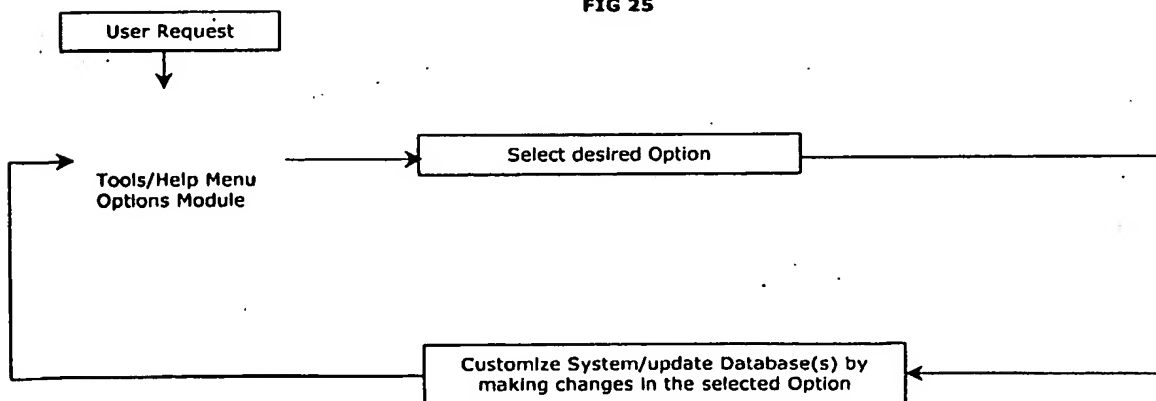 FIG 25
User Request
Select desired Option
Tools/Help Menu
Options Module
Customize System/update Database(s) by
making changes in the selected Option